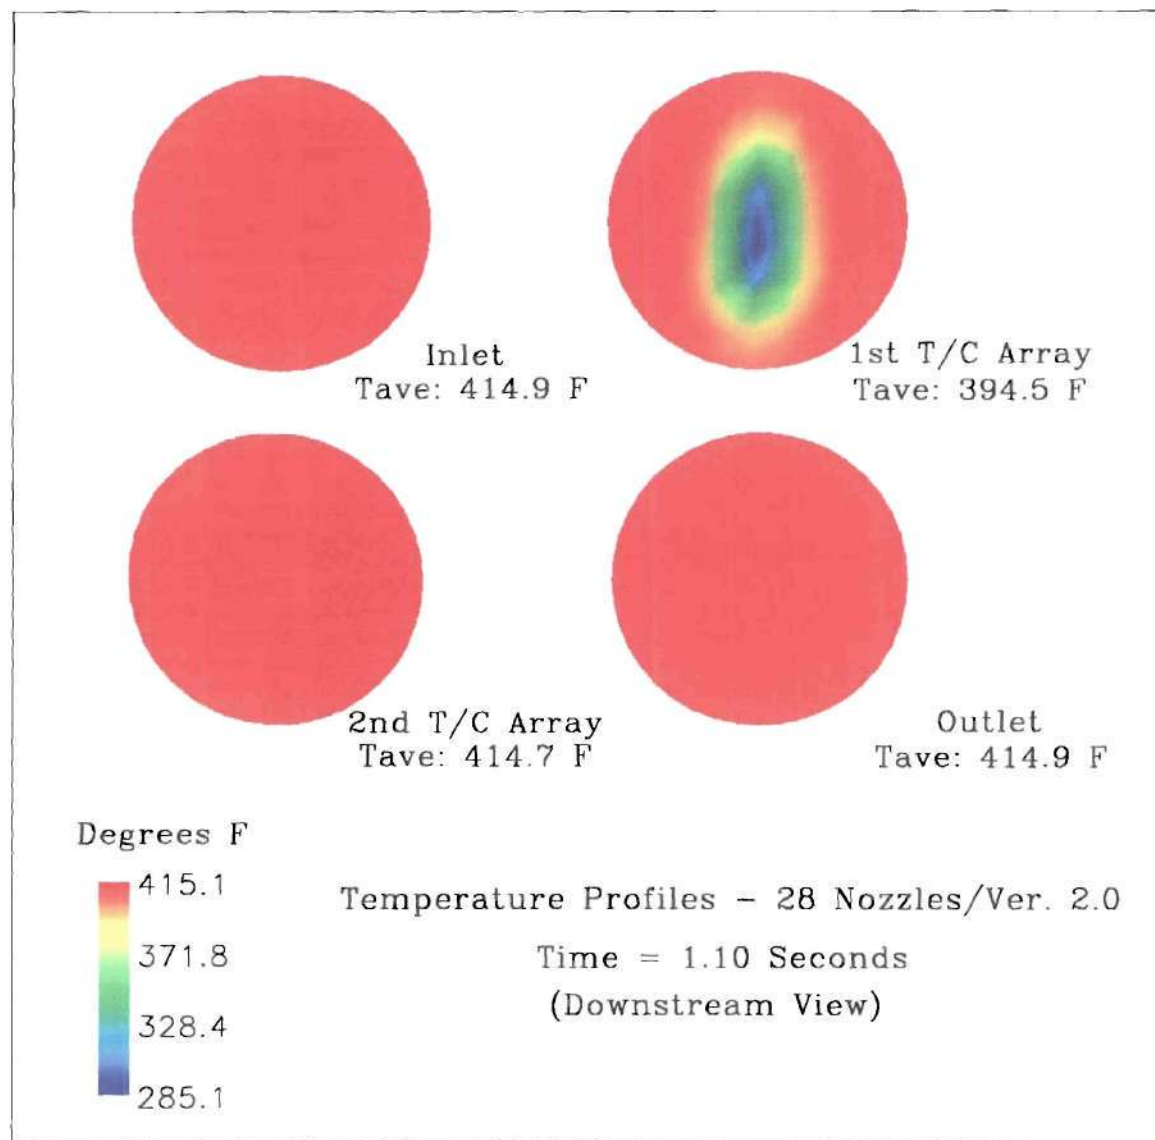 Inlet
Tave: 414.9 F
1st T/C Array
Tave: 394.5 F
2nd T/C Array
Tave: 414.7 F
Outlet
Tave: 414.9 F
Degrees F
415.1
371.8
328.4
285.1
Temperature Profiles - 28 Nozzles/Ver. 2.0
Time = 1.10 Seconds
(Downstream View)